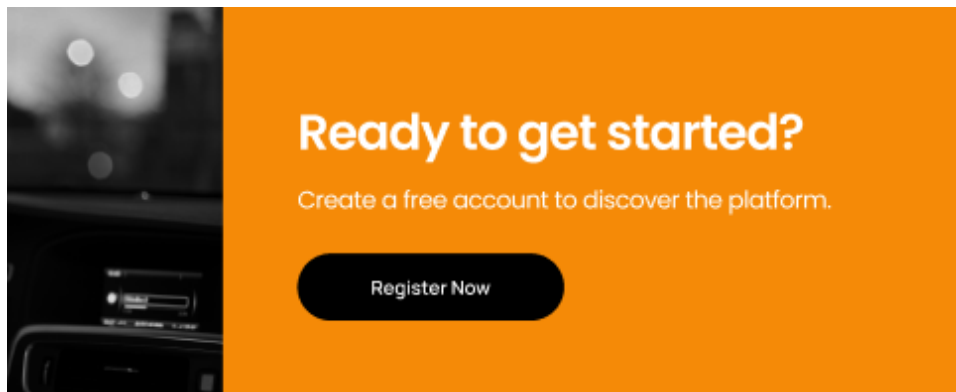 Ready to get started?
Create a free account to discover the platform.
Register Now